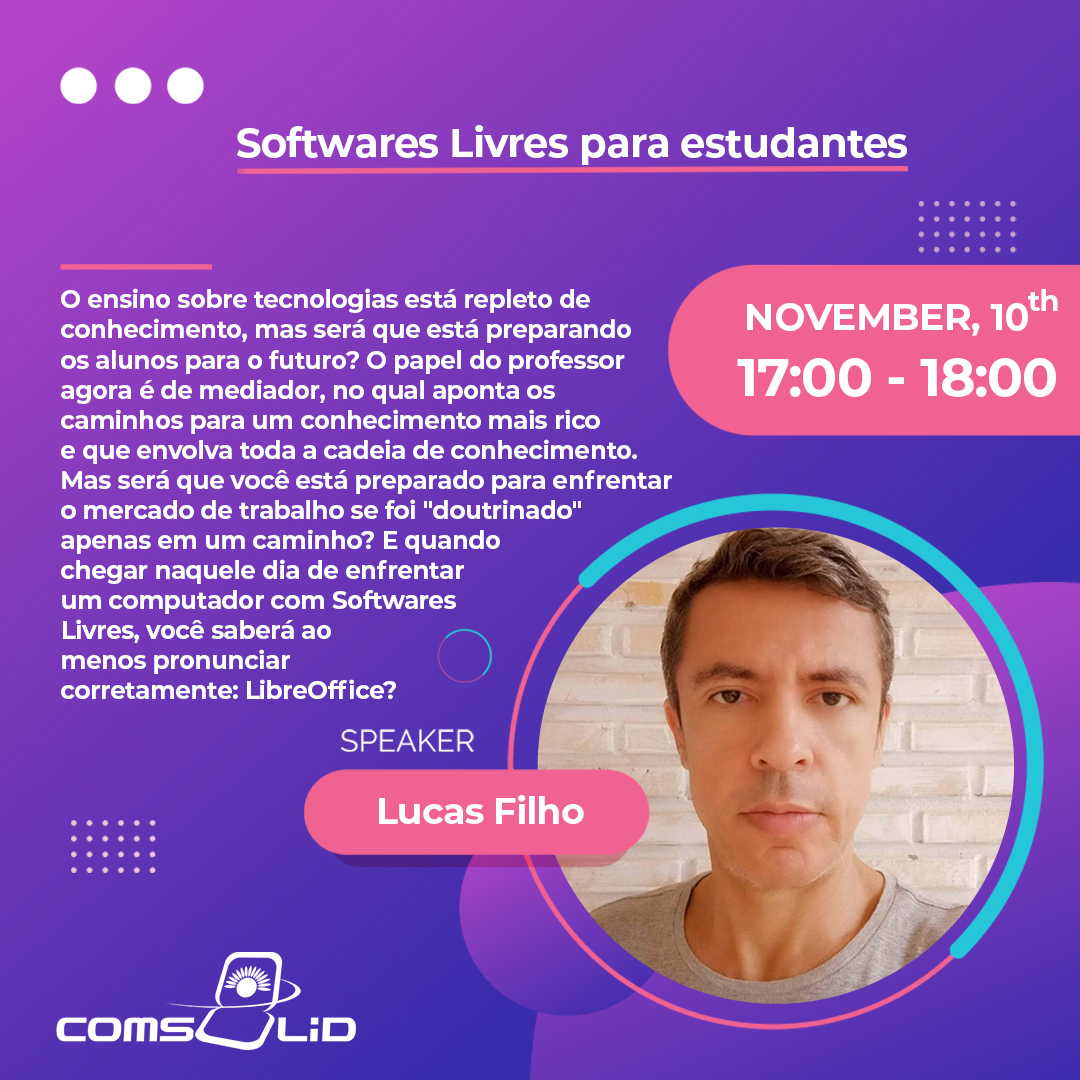 Softwares Livres para estudantes
NOVEMBER, 10th
17:00 - 18:00
O ensino sobre tecnologias está repleto de
conhecimento, mas será que está preparando
os alunos para o futuro? O papel do professor
agora é de mediador, no qual aponta os
caminhos para um conhecimento mais rico
e que envolva toda a cadeia de conhecimento.
Mas será que você está preparado para enfrentar
o mercado de trabalho se foi "doutrinado"
apenas em um caminho? E quando
chegar naquele dia de enfrentar
um computador com Softwares
Livres, você saberá ao
menos pronunciar
corretamente: LibreOffice?
SPEAKER
Lucas Filho
COMSOLiD